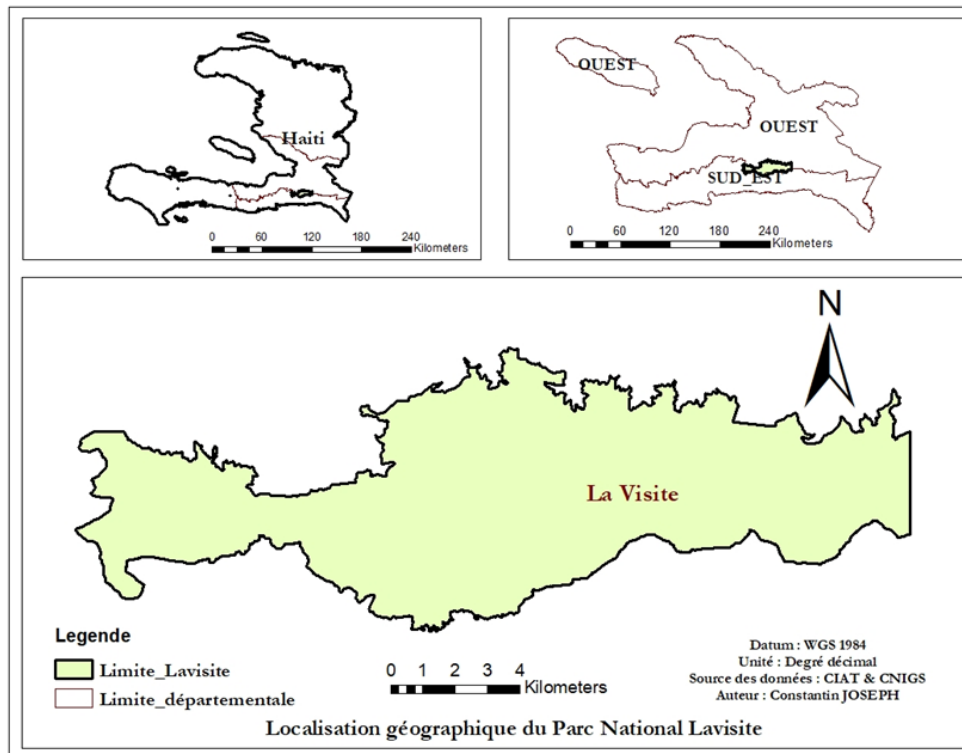 Haiti
0 60 120 180 240
Kilometers
OUEST
OUEST
SUD_EST
0 60 120 180 240
Kilometers
N
La Visite
Legende
Limite_Lavisite
Limite_départementale
0 1 2 3 4
Kilometers
Datum : WGS 1984
Unité : Degré décimal
Source des données : CIAT & CNIGS
Auteur : Constantin JOSEPH
Localisation géographique du Parc National Lavisite